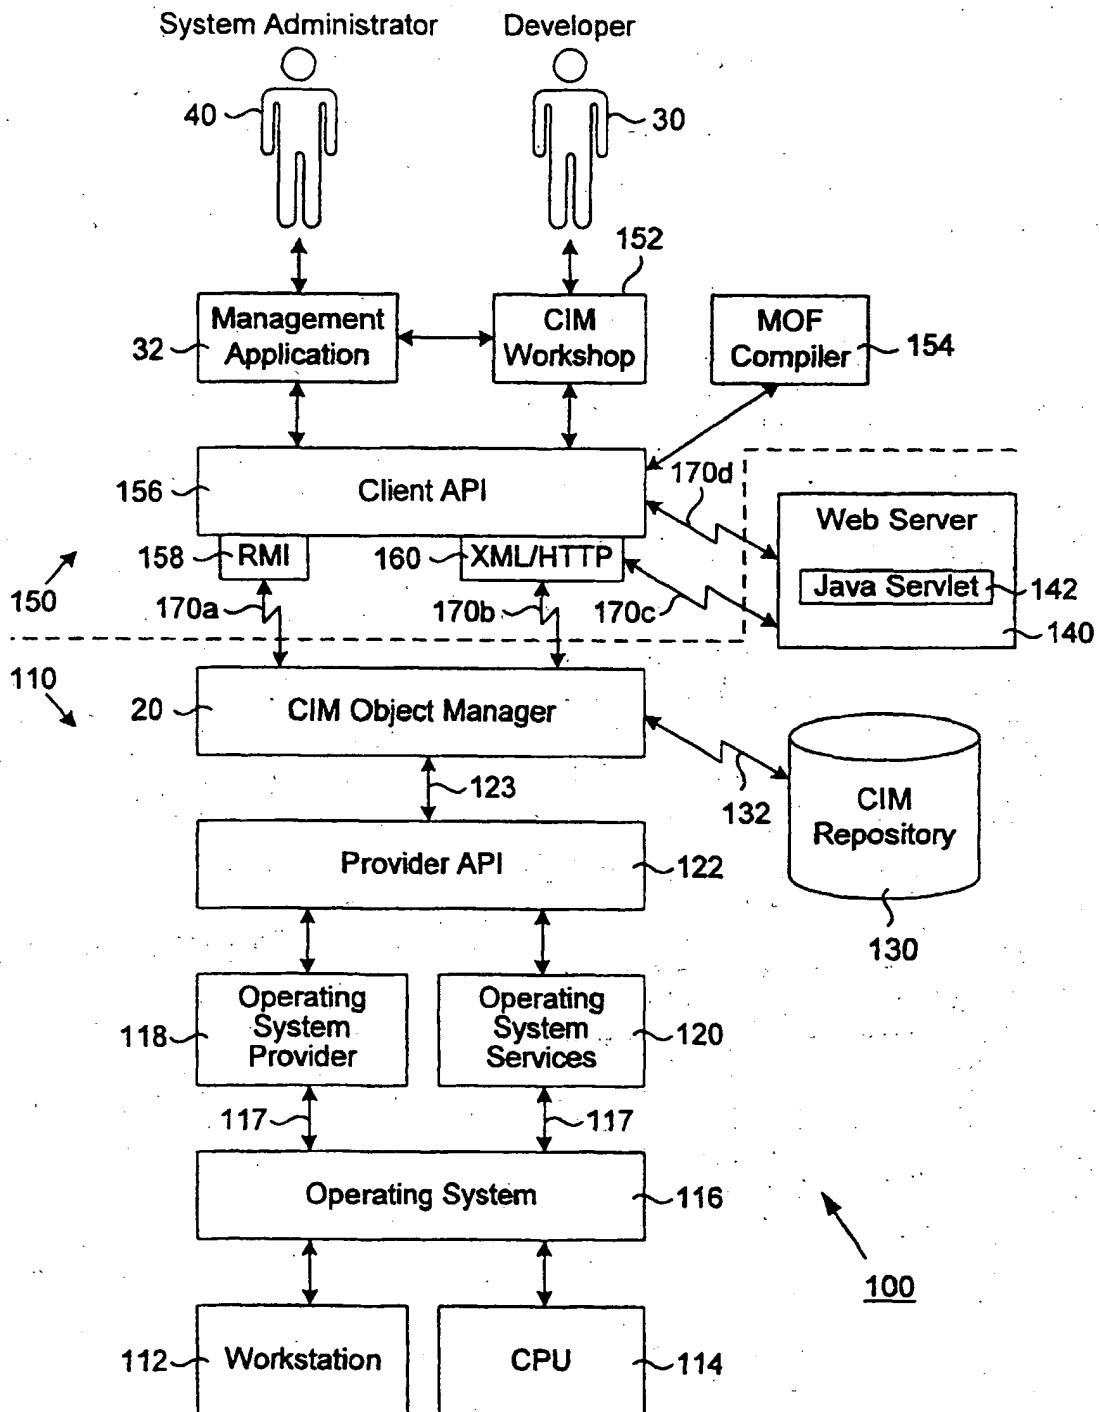 System Administrator
Developer
40
30
152
Management
Application
32
CIM
Workshop
MOF
Compiler
154
156
Client API
170d
Web Server
158
RMI
160
XML/HTTP
Java Servlet
142
150
170a
170b
170c
140
110
20
CIM Object Manager
123
132
CIM
Repository
Provider API
122
130
118
Operating
System
Provider
Operating
System
Services
120
117
117
Operating System
116
100
112
Workstation
CPU
114